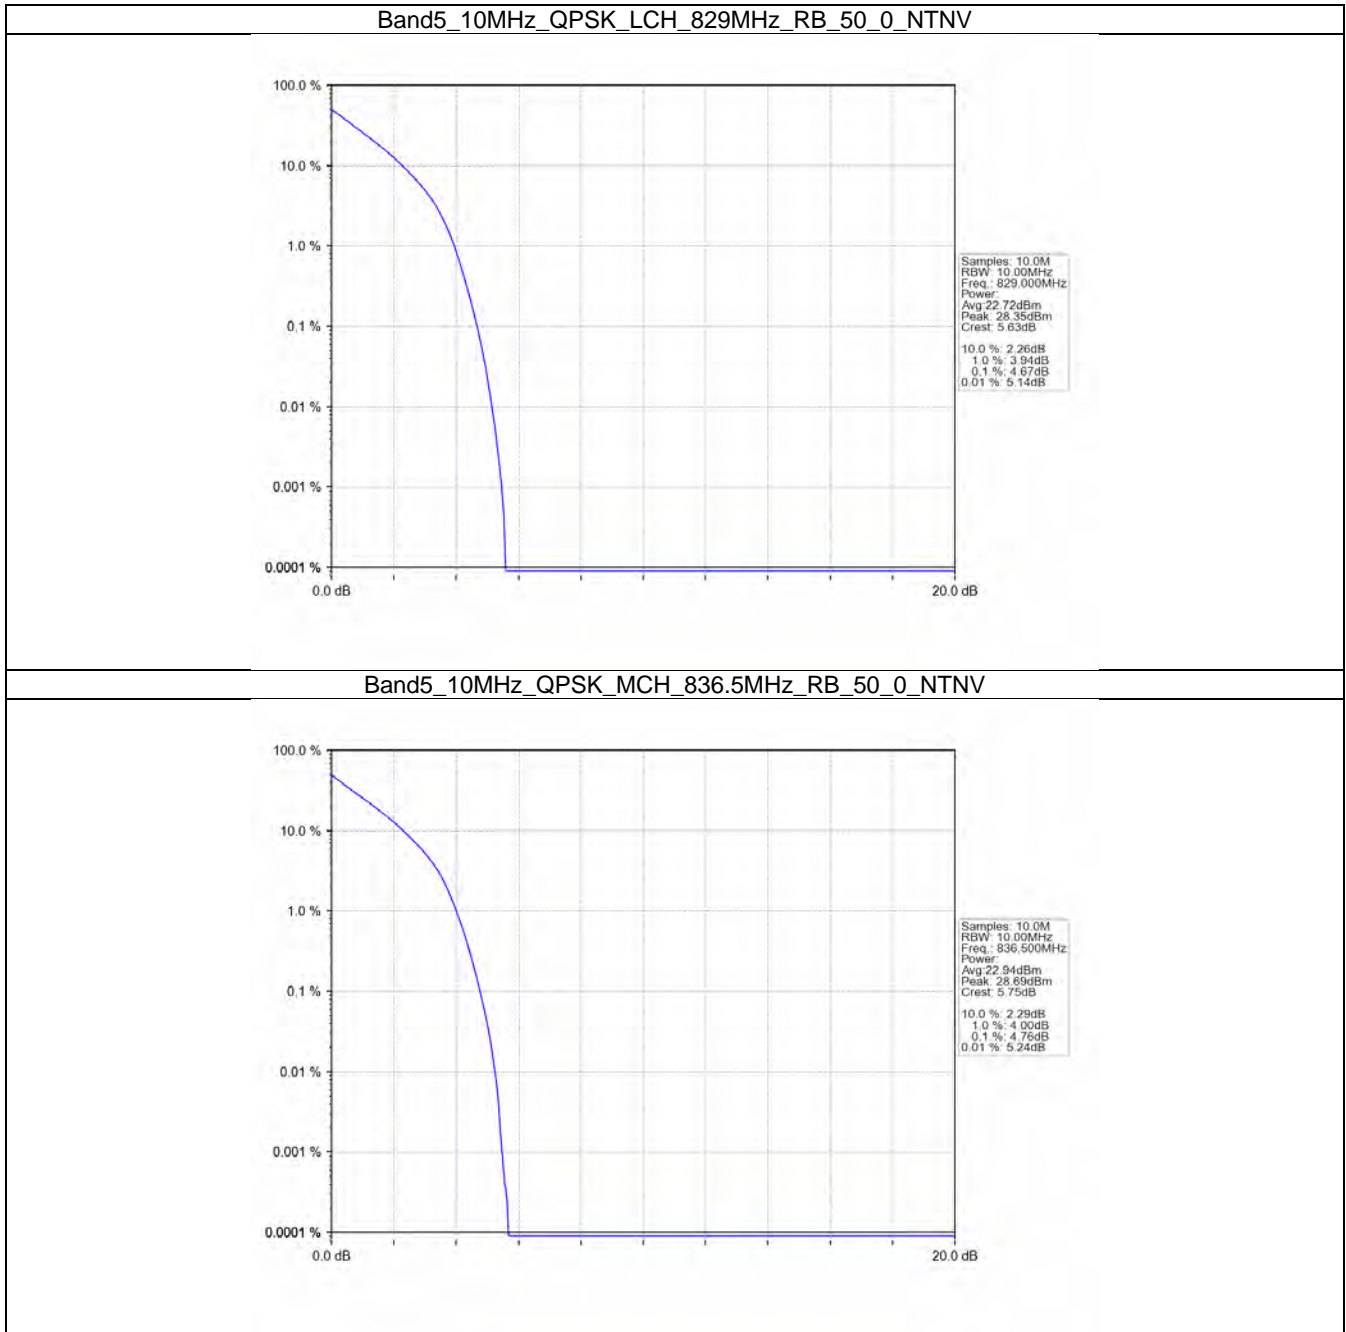 Band5_10MHz_QPSK_LCH_829MHz_RB_50_0_NTNV
100.0 %
10.0 %
1.0 %
0.1 %
0.01 %
0.001 %
0.0001 %
0.0 dB
20.0 dB
Samples: 10.0M
RBW: 10.00MHz
Freq.: 829.000MHz
Power:
Avg:22.72dBm
Peak: 28.35dBm
Crest: 5.63dB
10.0 %: 2.26dB
1.0 %: 3.94dB
0.1 %: 4.67dB
0.01 %: 5.14dB
Band5_10MHz_QPSK_MCH_836.5MHz_RB_50_0_NTNV
100.0 %
10.0 %
1.0 %
0.1 %
0.01 %
0.001 %
0.0001 %
0.0 dB
20.0 dB
Samples: 10.0M
RBW: 10.00MHz
Freq.: 836.500MHz
Power:
Avg:22.94dBm
Peak: 28.69dBm
Crest: 5.75dB
10.0 %: 2.29dB
1.0 %: 4.00dB
0.1 %: 4.76dB
0.01 %: 5.24dB